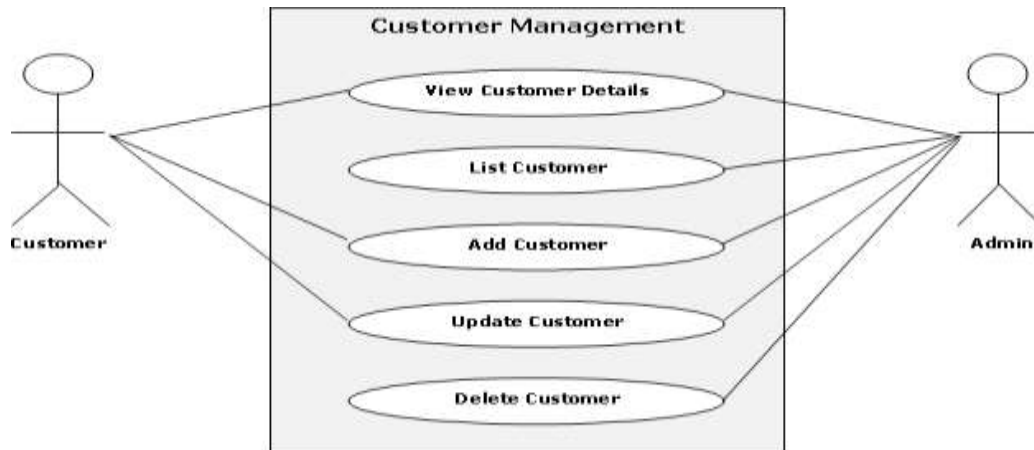 Customer Management
View Customer Details
List Customer
Add Customer
Customer
Admin
Update Customer
Delete Customer